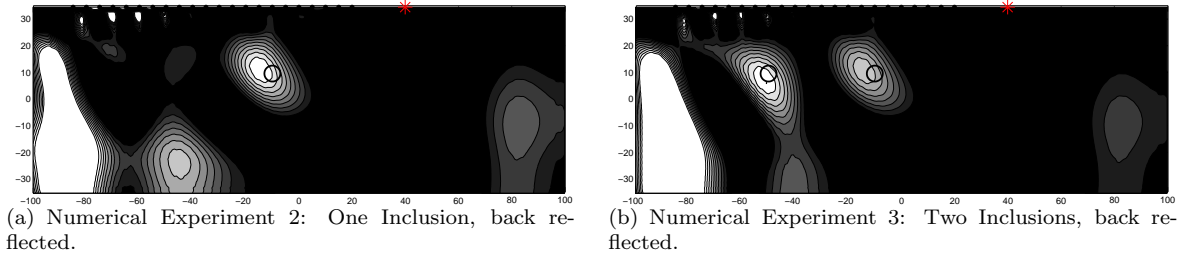 30
20
10
0
−10
−20
−30
−100 −80 −60 −40 −20 0 20 40 60 80 100
(a) Numerical Experiment 2: One Inclusion, back re-
flected.
30
20
10
0
−10
−20
−30
−100 −80 −60 −40 −20 0 20 40 60 80 100
(b) Numerical Experiment 3: Two Inclusions, back re-
flected.